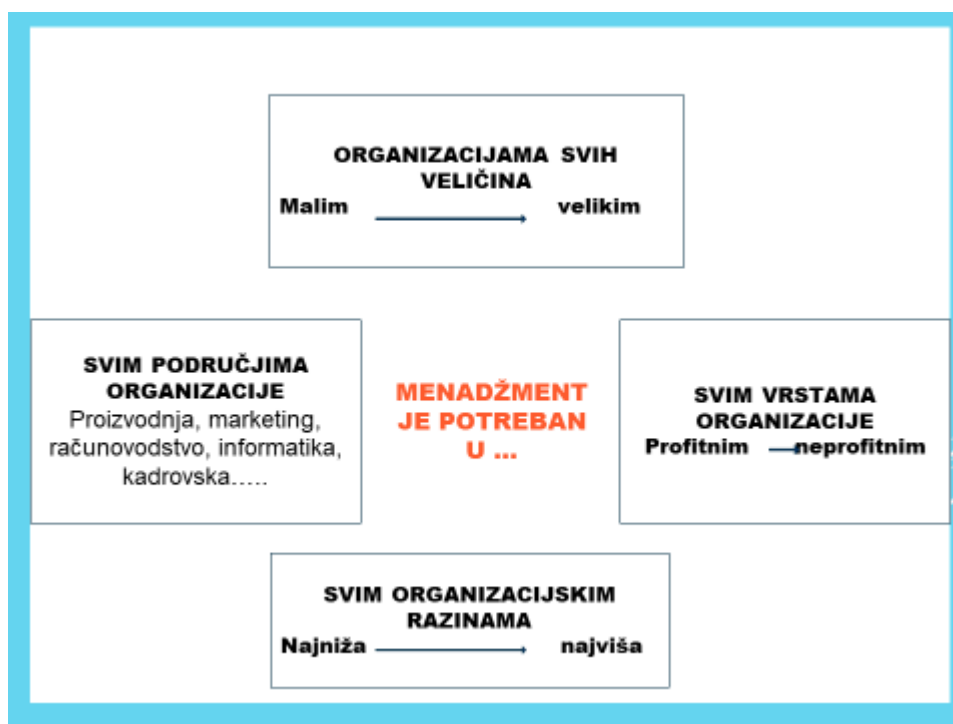 ORGANIZACIJAMA SVIH
VELIČINA
Malim velikim
SVIM PODRUČJIMA
ORGANIZACIJE
Proizvodnja, marketing,
računovodstvo, informatika,
kadrovska…..
MENADŽMENT
JE POTREBAN
U ...
SVIM VRSTAMA
ORGANIZACIJE
Profitnim neprofitnim
SVIM ORGANIZACIJSKIM
RAZINAMA
Najniža najviša